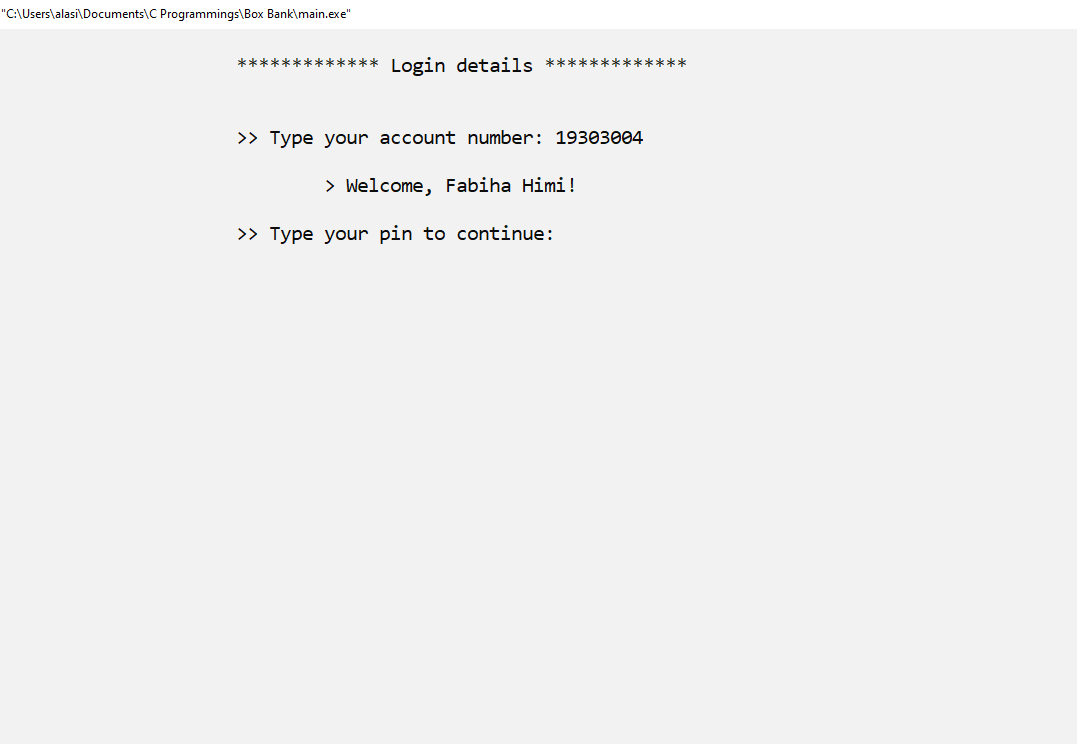 "C:\Users\alasi\Documents\C Programmings\Box Bank\main.exe"
************* Login details *************
>> Type your account number: 19303004
> Welcome, Fabiha Himi!
>> Type your pin to continue: